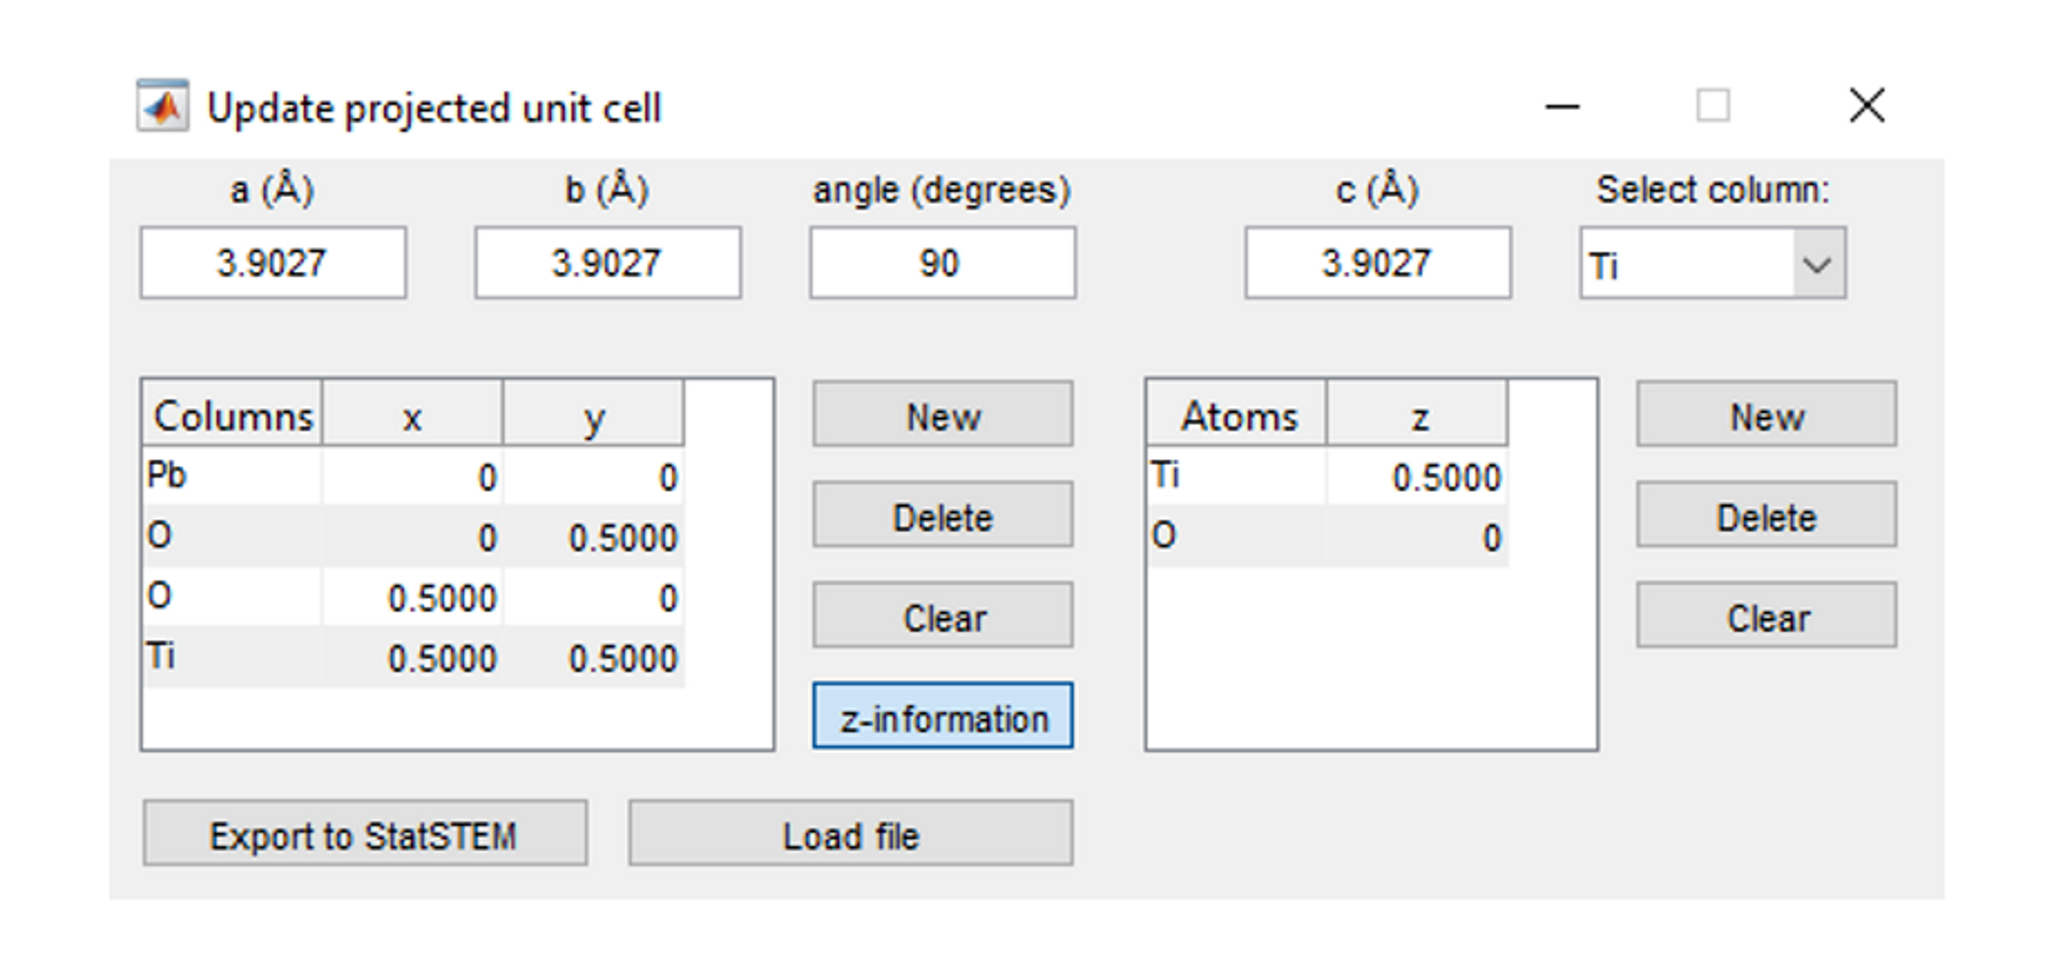 Update projected unit cell
a (Å) b (Å) angle (degrees) c (Å) Select column:
3.9027 3.9027 90 3.9027 Ti
Columns x y New Atoms z New
Pb 0 0 Ti 0.5000
O 0 0.5000 Delete O 0 Delete
O 0.5000 0 Clear Clear
Ti 0.5000 0.5000
z-information
Export to StatSTEM Load file